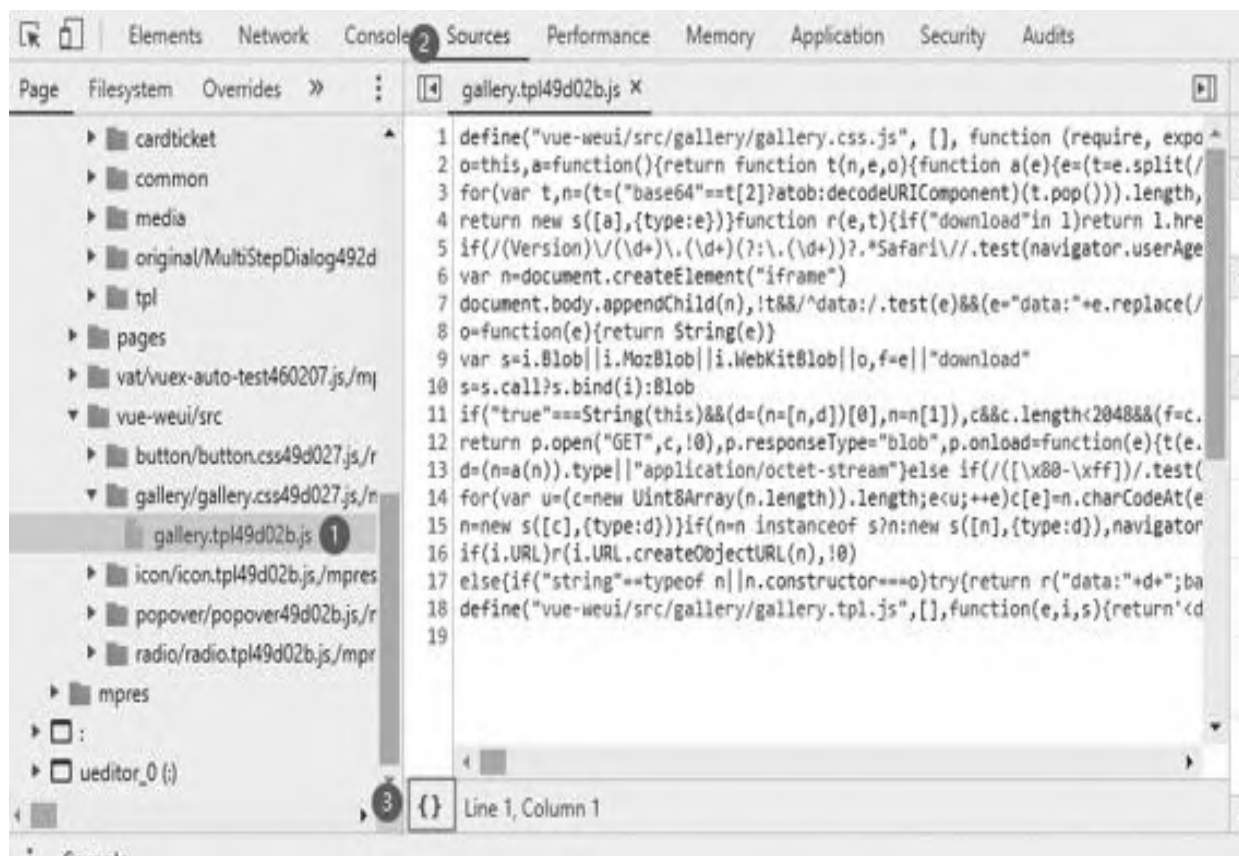 Elements Network Console 2 Sources Performance Memory Application Security Audits
Page Filesystem Overrides »
cardticket
common
media
original/MultiStepDialog492d
tpl
pages
vat/vuex-auto-test460207.js,/mp
vue-weui/src
button/button.css49d027.js,/r
gallery/gallery.css49d027.js,/n
gallery.tpl49d02b.js 1
icon/icon.tpl49d02b.js,/mpres
popover/popover49d02b.js,/r
radio/radio.tpl49d02b.js,/mpr
mpres
:
ueditor_0 (:)
gallery.tpl49d02b.js ×
1 define("vue-weui/src/gallery/gallery.css.js", [], function (require, expo
2 o=this,a=function(){return function t(n,e,o){function a(e){e=(t=e.split(/
3 for(var t,n=(t=("base64"==t[2]?atob:decodeURIComponent)(t.pop())).length,
4 return new s([a],{type:e})}function r(e,t){if("download"in l)return l.hre
5 if(/(Version)\/(\d+)\.(\d+)(?:\.(\d+))?.*Safari\//.test(navigator.userAge
6 var n=document.createElement("iframe")
7 document.body.appendChild(n),!t&&/^data:/.test(e)&&(e="data:"+e.replace(/
8 o=function(e){return String(e)}
9 var s=i.Blob||i.MozBlob||i.WebKitBlob||o,f=e||"download"
10 s=s.call?s.bind(i):Blob
11 if("true"===String(this)&&(d=(n=[n,d])[0],n=n[1]),c&&c.length<2048&&(f=c.
12 return p.open("GET",c,!0),p.responseType="blob",p.onload=function(e){t(e.
13 d=(n=a(n)).type||"application/octet-stream"}else if(/([\x80-\xff])/.test(
14 for(var u=(c=new Uint8Array(n.length)).length;e<u;++e)c[e]=n.charCodeAt(e
15 n=new s([c],{type:d})}if(n=n instanceof s?n:new s([n],{type:d}),navigator
16 if(i.URL)r(i.URL.createObjectURL(n),!0)
17 else{if("string"==typeof n||n.constructor===o)try{return r("data:"+d+";ba
18 define("vue-weui/src/gallery/gallery.tpl.js",[],function(e,i,s){return'<d
19
3 {} Line 1, Column 1